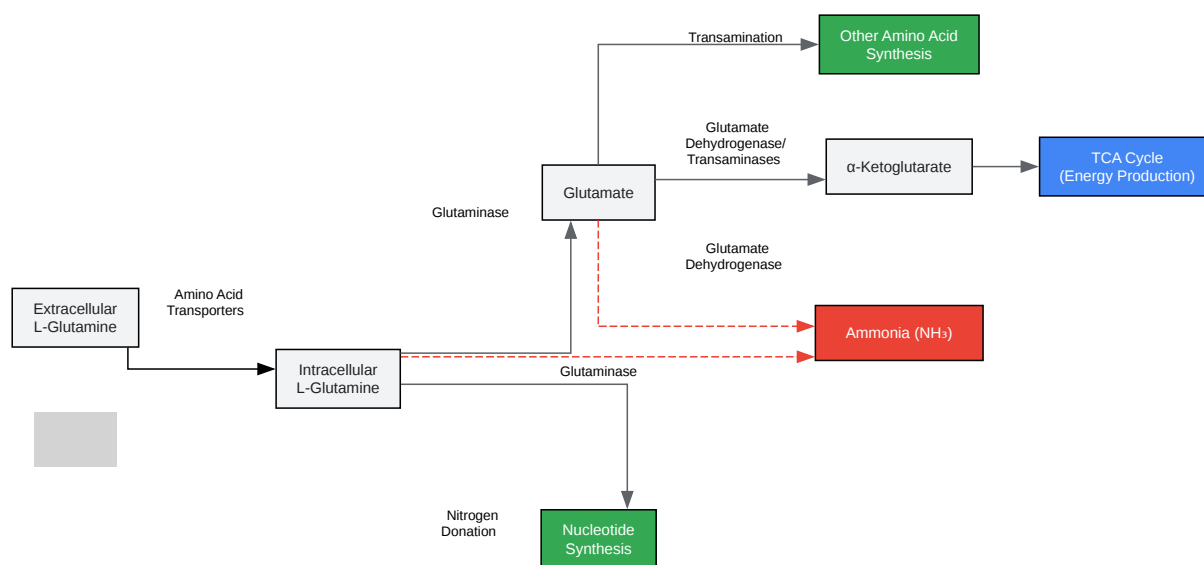 Transamination
Other Amino Acid
Synthesis
Glutamate
Dehydrogenase/
Transaminases
α-Ketoglutarate
TCA Cycle
(Energy Production)
Glutamate
Glutaminase
Glutamate
Dehydrogenase
Amino Acid
Transporters
Extracellular
L-Glutamine
Ammonia (NH₃)
Intracellular
L-Glutamine
Glutaminase
Nitrogen
Donation
Nucleotide
Synthesis